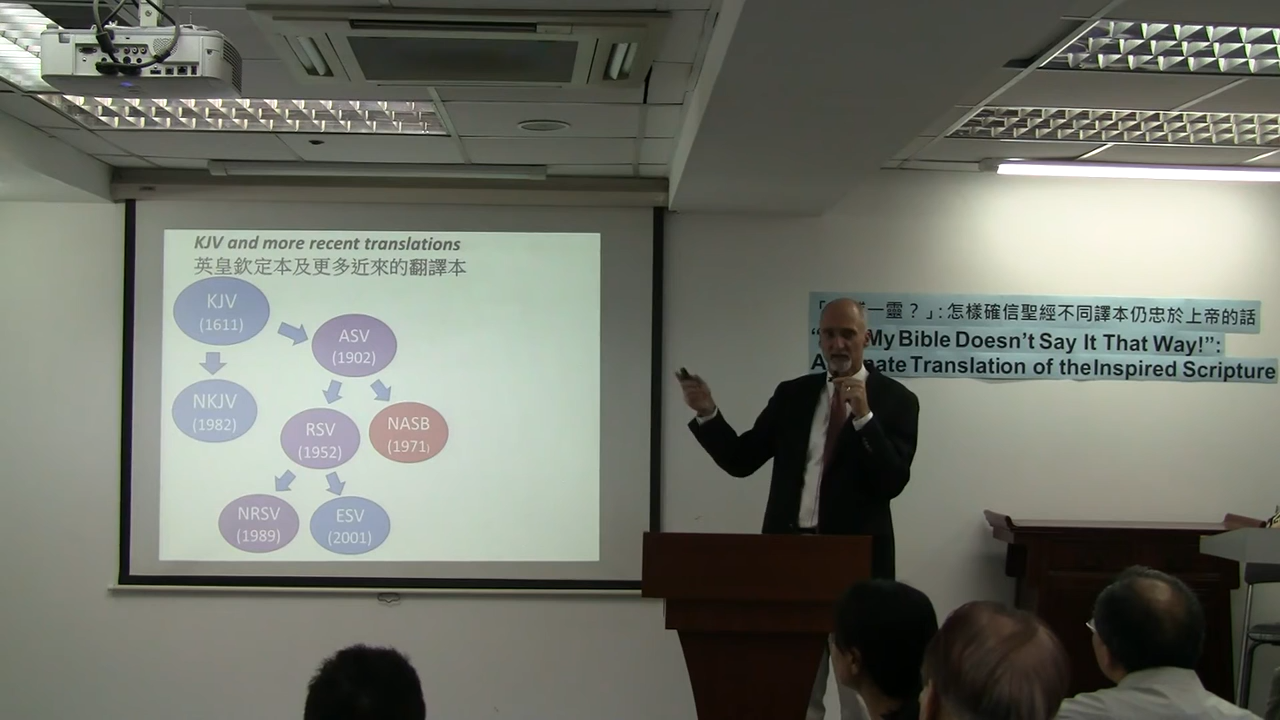 KJV and more recent translations
英皇欽定本及更多近來的翻譯本
KJV
(1611)
ASV
(1902)
NKJV
(1982)
RSV
(1952)
NASB
(1971)
NRSV
(1989)
ESV
(2001)
一靈？」：怎樣確信聖經不同譯本仍忠於上帝的話
My Bible Doesn't Say It That Way!":
Translation of the Inspired Scripture